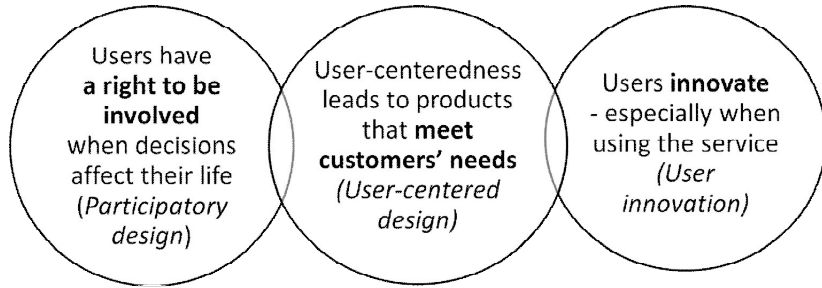 Users have
a right to be
involved
when decisions
affect their life
(Participatory
design)
User-centeredness
leads to products
that meet
customers' needs
(User-centered
design)
Users innovate
- especially when
using the service
(User
innovation)